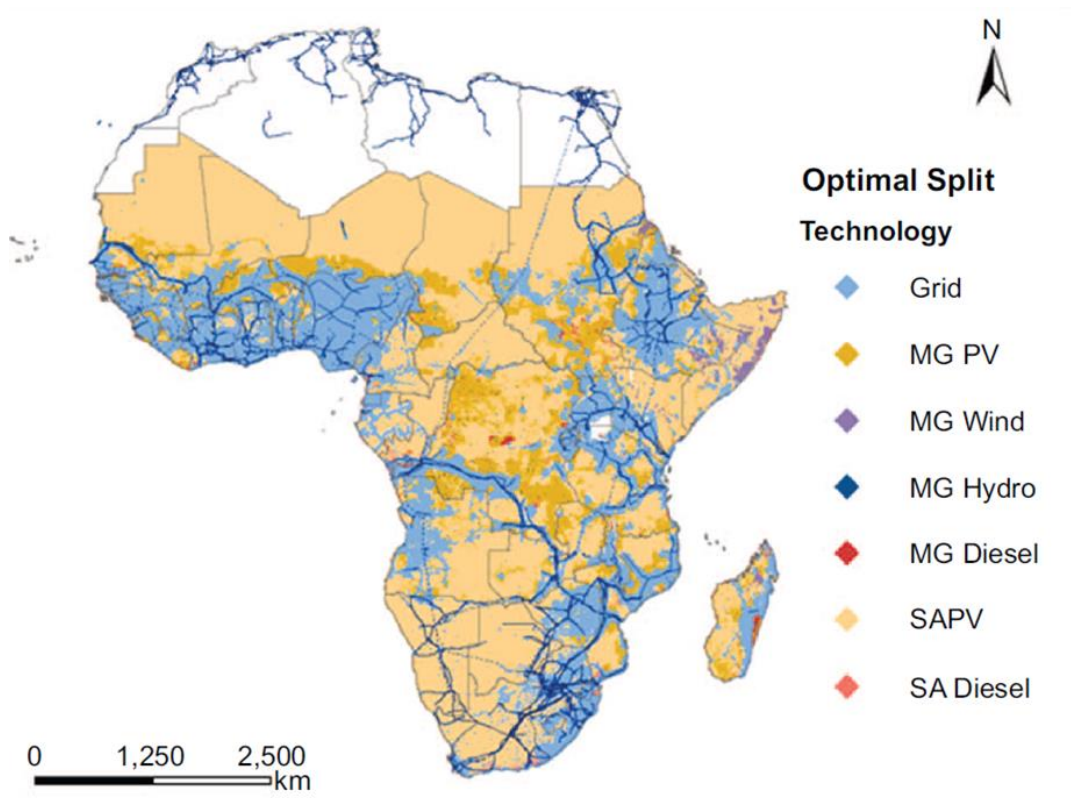 N
Optimal Split
Technology
Grid
MG PV
MG Wind
MG Hydro
MG Diesel
SAPV
SA Diesel
0 1,250 2,500
km